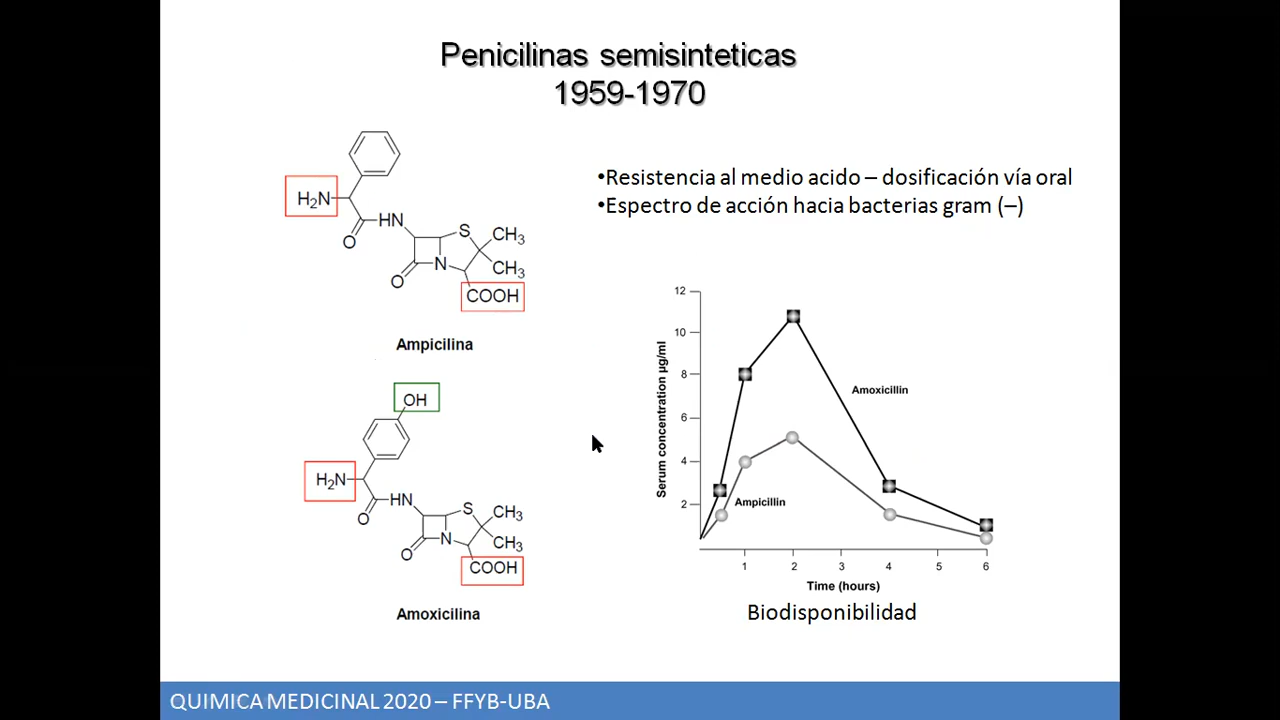 Penicilinas semisinteticas
1959-1970
•Resistencia al medio acido – dosificación vía oral
•Espectro de acción hacia bacterias gram (–)
H₂N
O
HN
S
N
O
CH₃
CH₃
COOH
Ampicilina
OH
H₂N
O
HN
S
N
O
CH₃
CH₃
COOH
Amoxicilina
12
10
8
6
4
2
Serum concentration µg/ml
Amoxicillin
Ampicillin
1 2 3 4 5 6
Time (hours)
Biodisponibilidad
QUIMICA MEDICINAL 2020 – FFYB-UBA